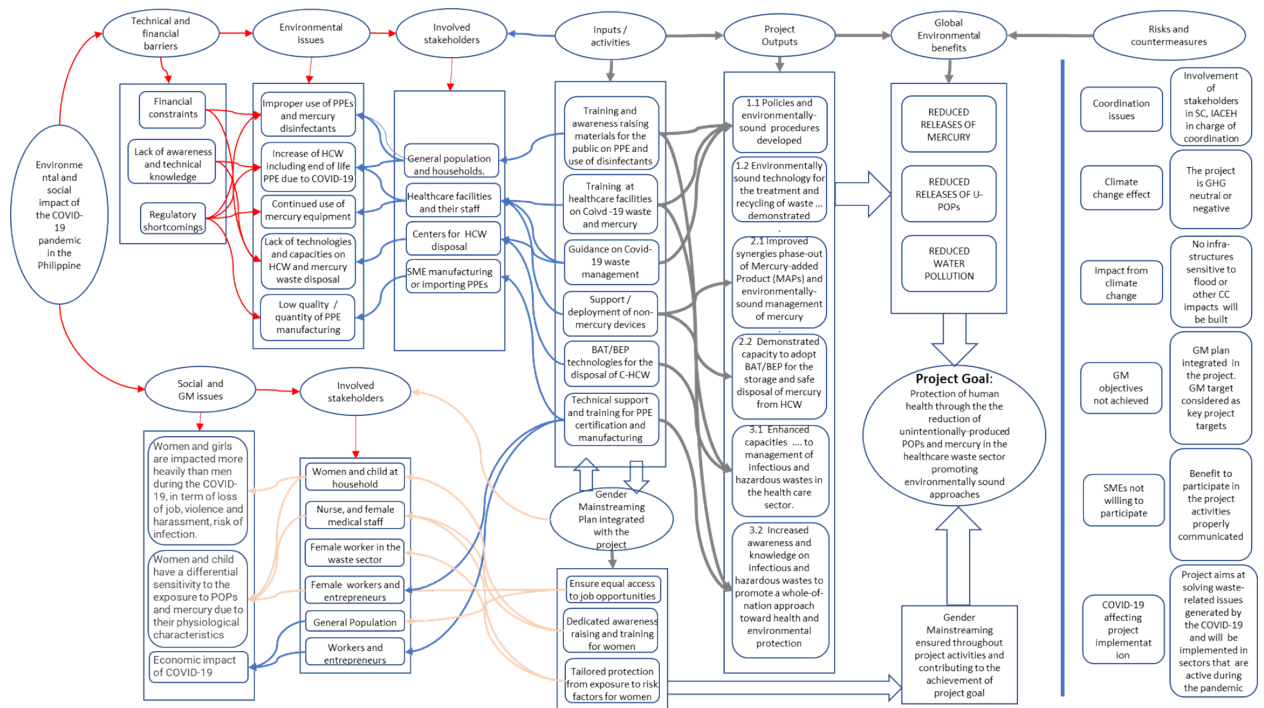 Technical and
financial
barriers
Environmental
issues
Involved
stakeholders
Inputs /
activities
Project
Outputs
Global
Environmental
benefits
Risks and
countermeasures
Environme
ntal and
social
impact of
the COVID-
19
pandemic
in the
Philippine
Financial
constraints
Lack of awareness
and technical
knowledge
Regulatory
shortcomings
Improper use of PPEs
and mercury
disinfectants
Increase of HCW
including end of life
PPE due to COVID-19
Continued use of
mercury equipment
Lack of technologies
and capacities on
HCW and mercury
waste disposal
Low quality /
quantity of PPE
manufacturing
General population
and households.
Healthcare facilities
and their staff
Centers for HCW
disposal
SME manufacturing
or importing PPEs
Training and
awareness raising
materials for the
public on PPE and
use of disinfectants
Training at
healthcare facilities
on Coivd -19 waste
and mercury
Guidance on Covid-
19 waste
management
Support /
deployment of non-
mercury devices
BAT/BEP
technologies for the
disposal of C-HCW
Technical support
and training for PPE
certification and
manufacturing
1.1 Policies and
environmentally-
sound procedures
developed
1.2 Environmentally
sound technology for
the treatment and
recycling of waste ...
demonstrated
.
2.1 Improved
synergies phase-out
of Mercury-added
Product (MAPs) and
environmentally-
sound management
of mercury
.
2.2 Demonstrated
capacity to adopt
BAT/BEP for the
storage and safe
disposal of mercury
from HCW
3.1 Enhanced
capacities .... to
management of
infectious and
hazardous wastes in
the health care
sector.
3.2 Increased
awareness and
knowledge on
infectious and
hazardous wastes to
promote a whole-of-
nation approach
toward health and
environmental
protection
REDUCED
RELEASES OF
MERCURY
REDUCED
RELEASES OF U-
POPs
REDUCED
WATER
POLLUTION
Project Goal:
Protection of human
health through the the
reduction of
unintentionally-produced
POPs and mercury in the
healthcare waste sector
promoting
environmentally sound
approaches
Gender
Mainstreaming
ensured throughout
project activities and
contributing to the
achievement of
project goal
Coordination
issues
Involvement
of
stakeholders
in SC, IACEH
in charge of
coordination
Climate
change effect
The project
is GHG
neutral or
negative
Impact from
climate
change
No infra-
structures
sensitive to
flood or
other CC
impacts will
be built
GM
objectives
not achieved
GM plan
integrated in
the project.
GM target
considered as
key project
targets
SMEs not
willing to
participate
Benefit to
participate in
the project
activities
properly
communicated
COVID-19
affecting
project
implementat
ion
Project aims at
solving waste-
related issues
generated by
the COVID-19
and will be
implemented in
sectors that are
active during
the pandemic
Social and
GM issues
Involved
stakeholders
Women and girls
are impacted more
heavily than men
during the COVID-
19, in term of loss
of job, violence and
harassment, risk of
infection.
Women and child
have a differential
sensitivity to the
exposure to POPs
and mercury due to
their physiological
characteristics
Economic impact
of COVID-19
Women and child at
household
Nurse, and female
medical staff
Female worker in the
waste sector
Female workers and
entrepreneurs
General Population
Workers and
entrepreneurs
Gender
Mainstreaming
Plan integrated
with the
project
Ensure equal access
to job opportunities
Dedicated awareness
raising and training
for women
Tailored protection
from exposure to risk
factors for women